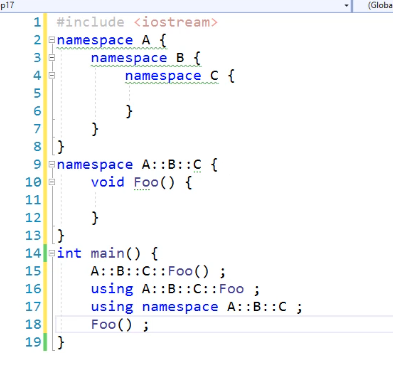 p17 (Globa
1 #include <iostream>
2 namespace A {
3 namespace B {
4 namespace C {
5
6 }
7 }
8 }
9 namespace A::B::C {
10 void Foo() {
11
12 }
13 }
14 int main() {
15 A::B::C::Foo() ;
16 using A::B::C::Foo ;
17 using namespace A::B::C ;
18 Foo() ;
19 }